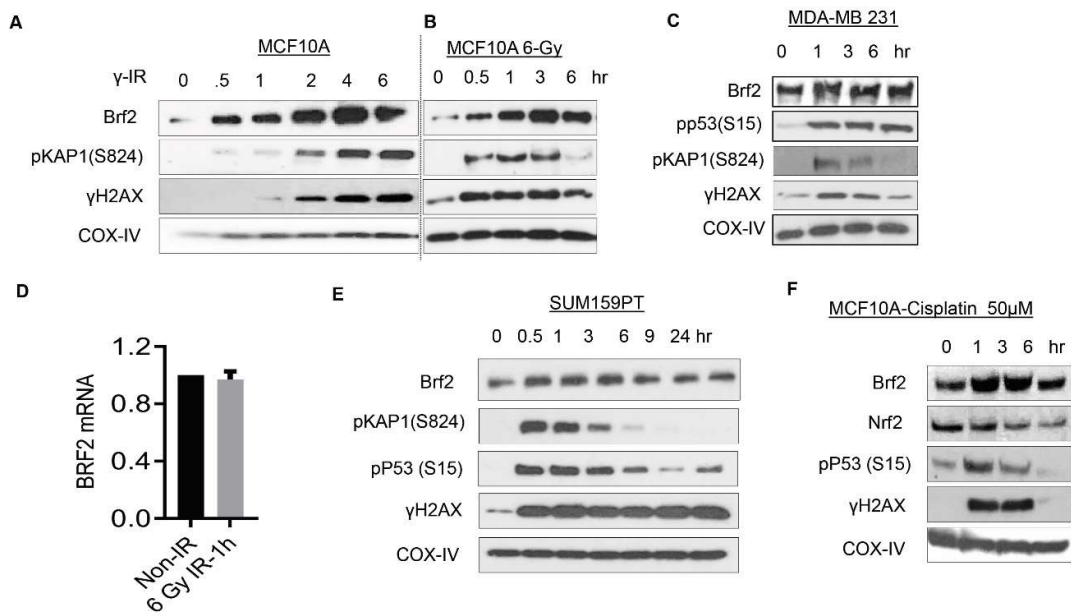 A
MCF10A
γ-IR 0 .5 1 2 4 6
Brf2
pKAP1(S824)
γH2AX
COX-IV
B
MCF10A 6-Gy
0 0.5 1 3 6 hr
C
MDA-MB 231
0 1 3 6 hr
Brf2
pp53(S15)
pKAP1(S824)
γH2AX
COX-IV
D
BRF2 mRNA
1.2
0.8
0.4
0.0
Non-IR
6 Gy IR-1h
E
SUM159PT
0 0.5 1 3 6 9 24 hr
Brf2
pKAP1(S824)
pP53 (S15)
γH2AX
COX-IV
F
MCF10A-Cisplatin 50µM
0 1 3 6 hr
Brf2
Nrf2
pP53 (S15)
γH2AX
COX-IV